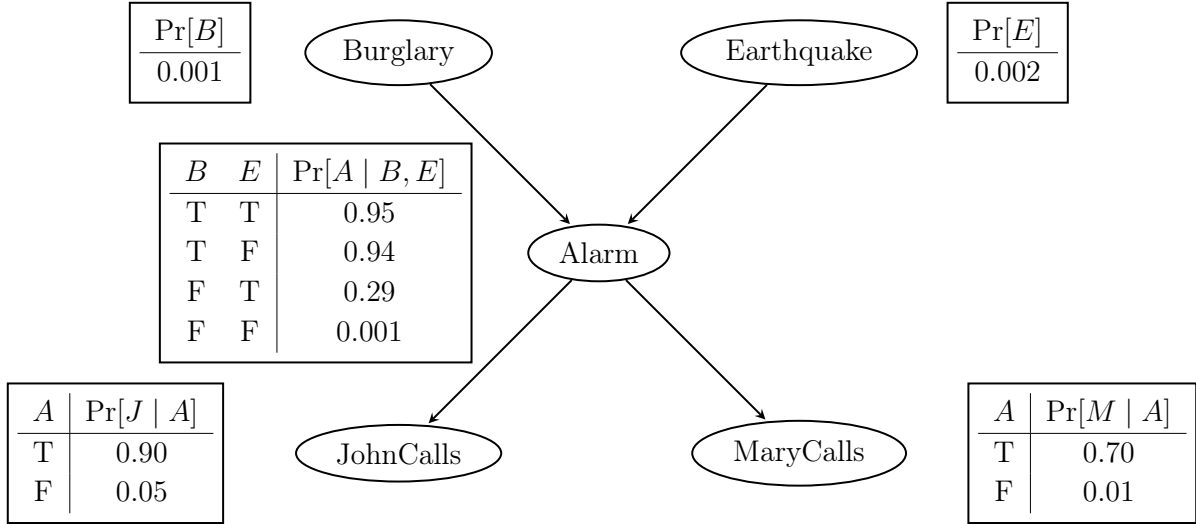 Pr[B]
0.001
Burglary
Earthquake
Pr[E]
0.002
B E Pr[A | B, E]
T T 0.95
T F 0.94
F T 0.29
F F 0.001
Alarm
A Pr[J | A]
T 0.90
F 0.05
JohnCalls
MaryCalls
A Pr[M | A]
T 0.70
F 0.01